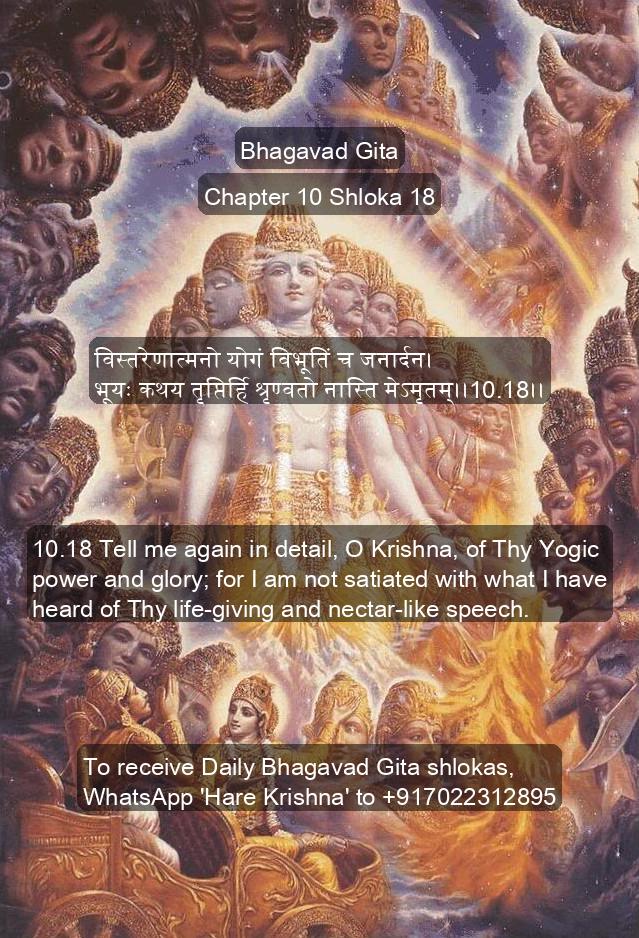 Bhagavad Gita
Chapter 10 Shloka 18
विस्तरेणात्मनो योगं विभूतिं च जनार्दन।
भूयः कथय तृप्तिर्हि श्रृण्वतो नास्ति मेऽमृतम्।।10.18।।
10.18 Tell me again in detail, O Krishna, of Thy Yogic
power and glory; for I am not satiated with what I have
heard of Thy life-giving and nectar-like speech.
To receive Daily Bhagavad Gita shlokas,
WhatsApp 'Hare Krishna' to +917022312895